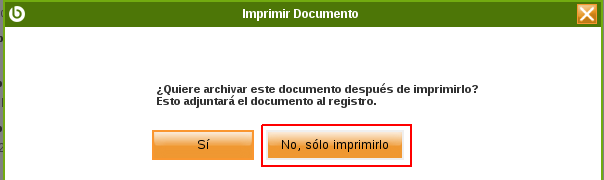 Imprimir Documento
¿Quiere archivar este documento después de imprimirlo?
Esto adjuntará el documento al registro.
Sí
No, sólo imprimirlo